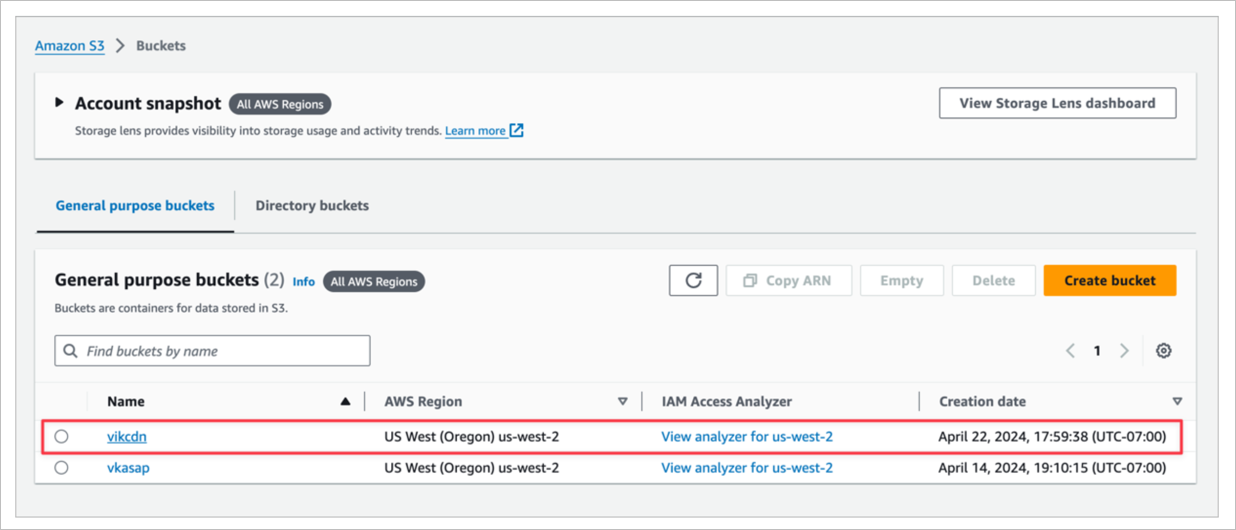 Amazon S3 > Buckets
Account snapshot All AWS Regions View Storage Lens dashboard
Storage lens provides visibility into storage usage and activity trends. Learn more
General purpose buckets Directory buckets
General purpose buckets (2) Info All AWS Regions Copy ARN Empty Delete Create bucket
Buckets are containers for data stored in S3.
Find buckets by name 1
Name AWS Region IAM Access Analyzer Creation date
vikcdn US West (Oregon) us-west-2 View analyzer for us-west-2 April 22, 2024, 17:59:38 (UTC-07:00)
vkasap US West (Oregon) us-west-2 View analyzer for us-west-2 April 14, 2024, 19:10:15 (UTC-07:00)